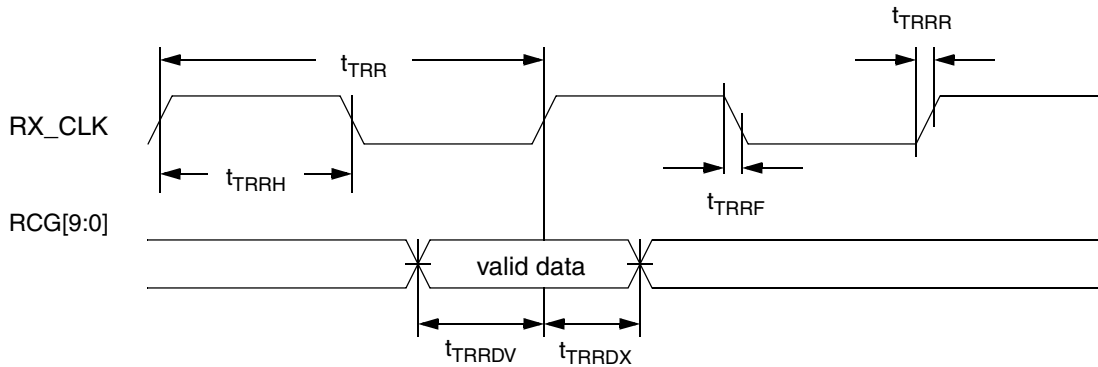 tTRRR
tTRR
RX_CLK
tTRRH
tTRRF
RCG[9:0]
valid data
tTRRDV tTRRDX